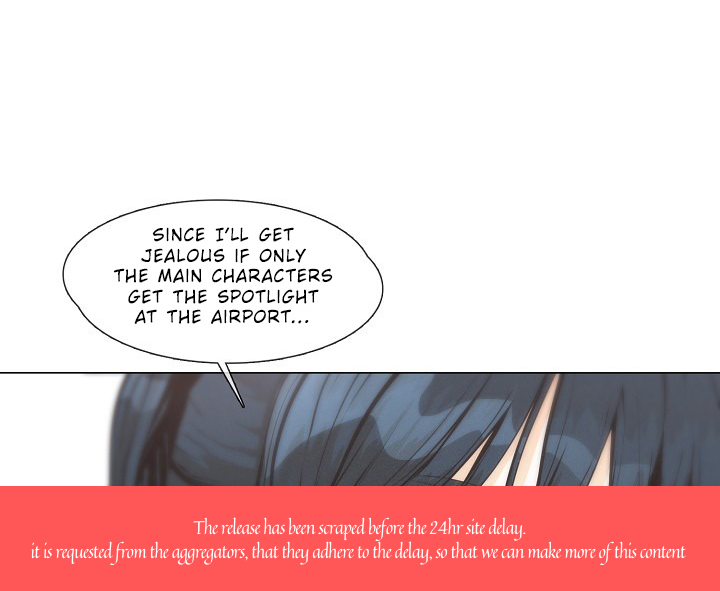 SINCE I'LL GET
JEALOUS IF ONLY
THE MAIN CHARACTERS
GET THE SPOTLIGHT
AT THE AIRPORT...
The release has been scraped before the 24hr site delay.
it is requested from the aggregators, that they adhere to the delay, so that we can make more of this content